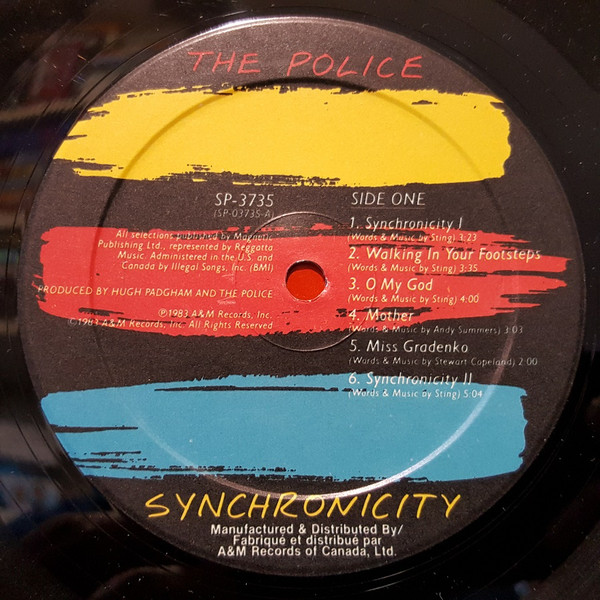 THE POLICE
SP-3735
(SP-03735-A)
All selections published by Magnetic
Publishing Ltd., represented by Reggatta
Music. Administered in the U.S. and
Canada by Illegal Songs, Inc. (BMI)
PRODUCED BY HUGH PADGHAM AND THE POLICE
℗1983 A&M Records, Inc.
©1983 A&M Records, Inc. All Rights Reserved
SIDE ONE
1. Synchronicity I
(Words & Music by Sting) 3:23
2. Walking In Your Footsteps
(Words & Music by Sting) 3:35
3. O My God
(Words & Music by Sting) 4:00
4. Mother
(Words & Music by Andy Summers) 3:03
5. Miss Gradenko
(Words & Music by Stewart Copeland) 2:00
6. Synchronicity II
(Words & Music by Sting) 5:04
SYNCHRONICITY
Manufactured & Distributed By/
Fabriqué et distribué par
A&M Records of Canada, Ltd.